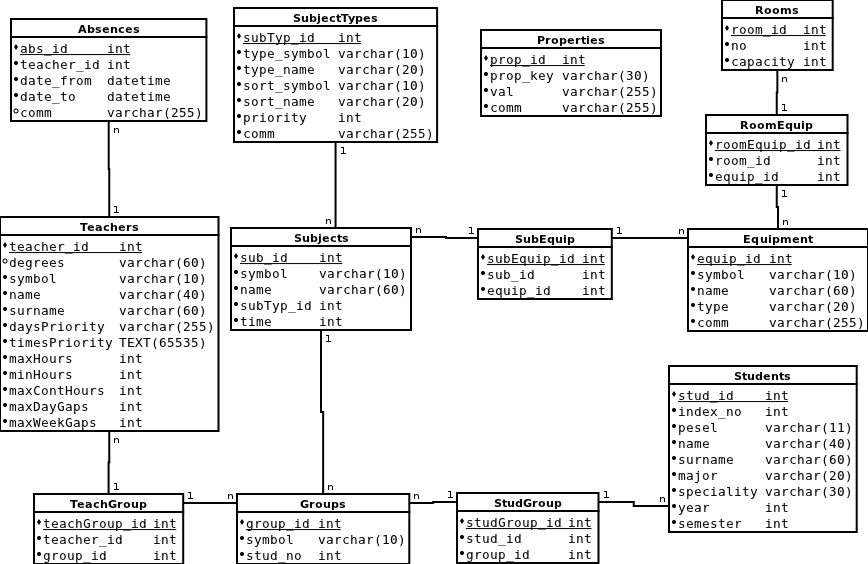 Absences
abs_id int
teacher_id int
date_from datetime
date_to datetime
comm varchar(255)
n
1
SubjectTypes
subTyp_id int
type_symbol varchar(10)
type_name varchar(20)
sort_symbol varchar(10)
sort_name varchar(20)
priority int
comm varchar(255)
1
n
Properties
prop_id int
prop_key varchar(30)
val varchar(255)
comm varchar(255)
Rooms
room_id int
no int
capacity int
n
1
RoomEquip
roomEquip_id int
room_id int
equip_id int
1
n
Teachers
teacher_id int
degrees varchar(60)
symbol varchar(10)
name varchar(40)
surname varchar(60)
daysPriority varchar(255)
timesPriority TEXT(65535)
maxHours int
minHours int
maxContHours int
maxDayGaps int
maxWeekGaps int
n
1
Subjects
sub_id int
symbol varchar(10)
name varchar(60)
subTyp_id int
time int
n
1
1
n
SubEquip
subEquip_id int
sub_id int
equip_id int
1
n
Equipment
equip_id int
symbol varchar(10)
name varchar(60)
type varchar(20)
comm varchar(255)
Students
stud_id int
index_no int
pesel varchar(11)
name varchar(40)
surname varchar(60)
major varchar(20)
speciality varchar(30)
year int
semester int
TeachGroup
teachGroup_id int
teacher_id int
group_id int
1
n
Groups
group_id int
symbol varchar(10)
stud_no int
n
1
StudGroup
studGroup_id int
stud_id int
group_id int
1
n